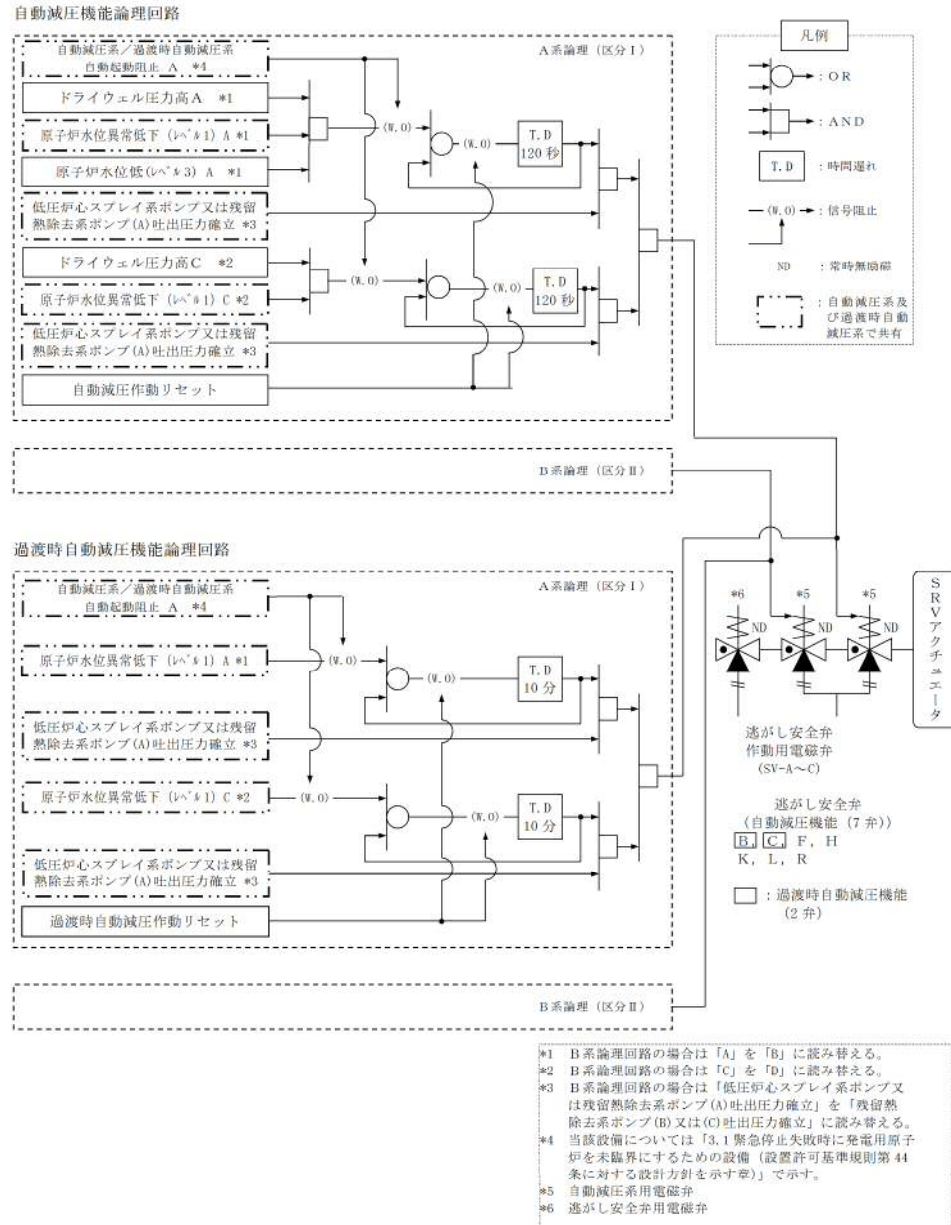 自動減圧機能論理回路
A系論理（区分Ⅰ）
自動減圧系／過渡時自動減圧系
自動起動阻止 A *4
ドライウェル圧力高A *1
原子炉水位異常低下（ﾚﾍﾞﾙ1）A *1
原子炉水位低（ﾚﾍﾞﾙ3）A *1
低圧炉心スプレイ系ポンプ又は残留
熱除去系ポンプ(A)吐出圧力確立 *3
ドライウェル圧力高C *2
原子炉水位異常低下（ﾚﾍﾞﾙ1）C *2
低圧炉心スプレイ系ポンプ又は残留
熱除去系ポンプ(A)吐出圧力確立 *3
自動減圧作動リセット
(W.O)
(W.O)
T.D
120秒
(W.O)
(W.O)
T.D
120秒
凡例
：OR
：AND
T.D ：時間遅れ
(W.O) ：信号阻止
ND ：常時無励磁
：自動減圧系及
び過渡時自動
減圧系で共有
B系論理（区分Ⅱ）
過渡時自動減圧機能論理回路
A系論理（区分Ⅰ）
自動減圧系／過渡時自動減圧系
自動起動阻止 A *4
原子炉水位異常低下（ﾚﾍﾞﾙ1）A *1
低圧炉心スプレイ系ポンプ又は残留
熱除去系ポンプ(A)吐出圧力確立 *3
原子炉水位異常低下（ﾚﾍﾞﾙ1）C *2
低圧炉心スプレイ系ポンプ又は残留
熱除去系ポンプ(A)吐出圧力確立 *3
過渡時自動減圧作動リセット
(W.O)
(W.O)
T.D
10分
(W.O)
(W.O)
T.D
10分
B系論理（区分Ⅱ）
*6 *5 *5
ND ND ND
SRVアクチュエータ
逃がし安全弁
作動用電磁弁
(SV-A～C)
逃がし安全弁
（自動減圧機能（7弁））
B, C, F, H
K, L, R
：過渡時自動減圧機能
（2弁）
*1 B系論理回路の場合は「A」を「B」に読み替える。
*2 B系論理回路の場合は「C」を「D」に読み替える。
*3 B系論理回路の場合は「低圧炉心スプレイ系ポンプ又
は残留熱除去系ポンプ(A)吐出圧力確立」を「残留熱
除去系ポンプ(B)又は(C)吐出圧力確立」に読み替える。
*4 当該設備については「3.1 緊急停止失敗時に発電用原子
炉を未臨界にするための設備（設置許可基準規則第44
条に対する設計方針を示す章）」で示す。
*5 自動減圧系用電磁弁
*6 逃がし安全弁用電磁弁